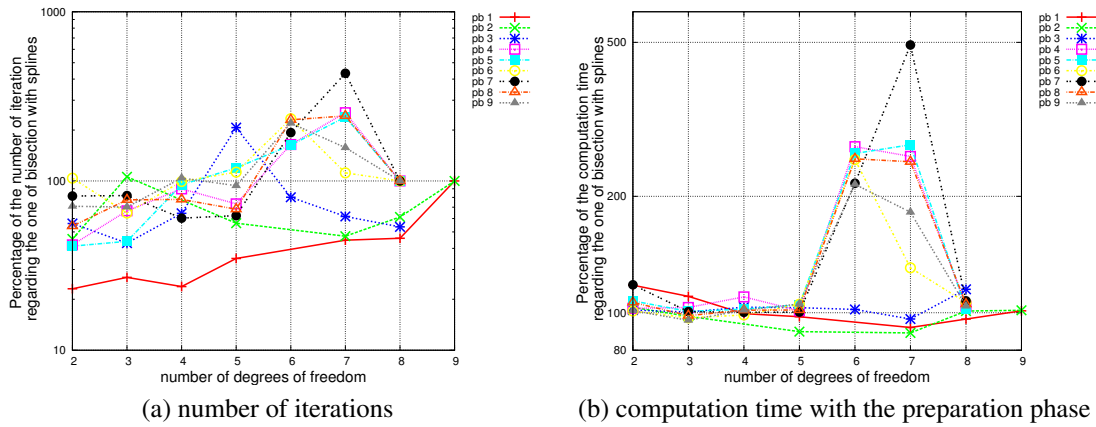 Percentage of the number of iteration
regarding the one of bisection with splines
1000
100
10
2 3 4 5 6 7 8 9
number of degrees of freedom
pb 1
pb 2
pb 3
pb 4
pb 5
pb 6
pb 7
pb 8
pb 9
(a) number of iterations
Percentage of the computation time
regarding the one of bisection with splines
500
200
100
80
2 3 4 5 6 7 8 9
number of degrees of freedom
pb 1
pb 2
pb 3
pb 4
pb 5
pb 6
pb 7
pb 8
pb 9
(b) computation time with the preparation phase